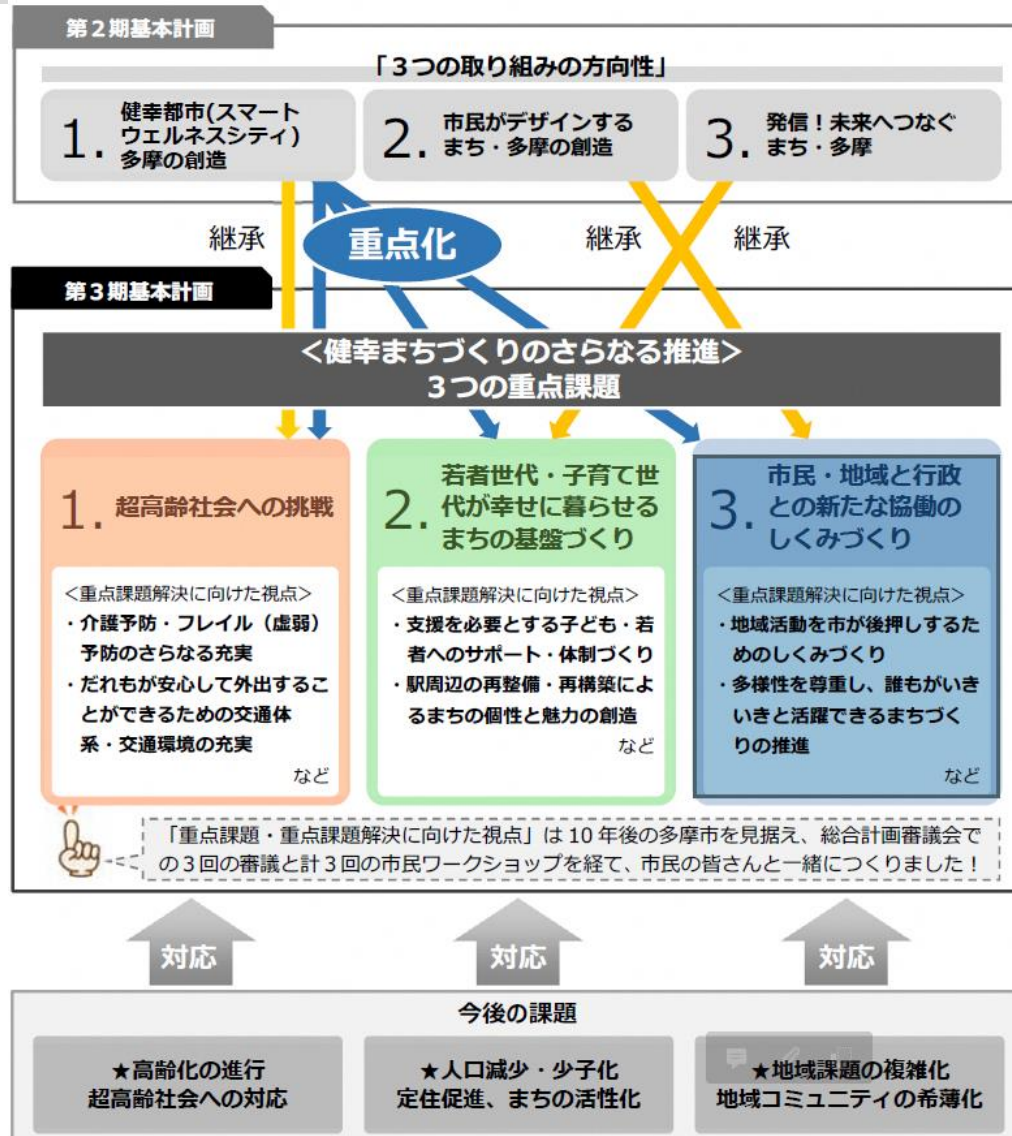 第２期基本計画
「３つの取り組みの方向性」
1.
健幸都市(スマート
ウェルネスシティ)
多摩の創造
2.
市民がデザインする
まち・多摩の創造
3.
発信！未来へつなぐ
まち・多摩
継承
重点化
継承
継承
第３期基本計画
＜健幸まちづくりのさらなる推進＞
３つの重点課題
1.
超高齢社会への挑戦
＜重点課題解決に向けた視点＞
・介護予防・フレイル（虚弱）
予防のさらなる充実
・だれもが安心して外出するこ
とができるための交通体
系・交通環境の充実
など
2.
若者世代・子育て世
代が幸せに暮らせる
まちの基盤づくり
＜重点課題解決に向けた視点＞
・支援を必要とする子ども・若
者へのサポート・体制づくり
・駅周辺の再整備・再構築によ
るまちの個性と魅力の創造
など
3.
市民・地域と行政
との新たな協働の
しくみづくり
＜重点課題解決に向けた視点＞
・地域活動を市が後押しするた
めのしくみづくり
・多様性を尊重し、誰もがいき
いきと活躍できるまちづく
りの推進
など
「重点課題・重点課題解決に向けた視点」は 10 年後の多摩市を見据え、総合計画審議会で
の３回の審議と計３回の市民ワークショップを経て、市民の皆さんと一緒につくりました！
対応
対応
対応
今後の課題
★高齢化の進行
超高齢社会への対応
★人口減少・少子化
定住促進、まちの活性化
★地域課題の複雑化
地域コミュニティの希薄化